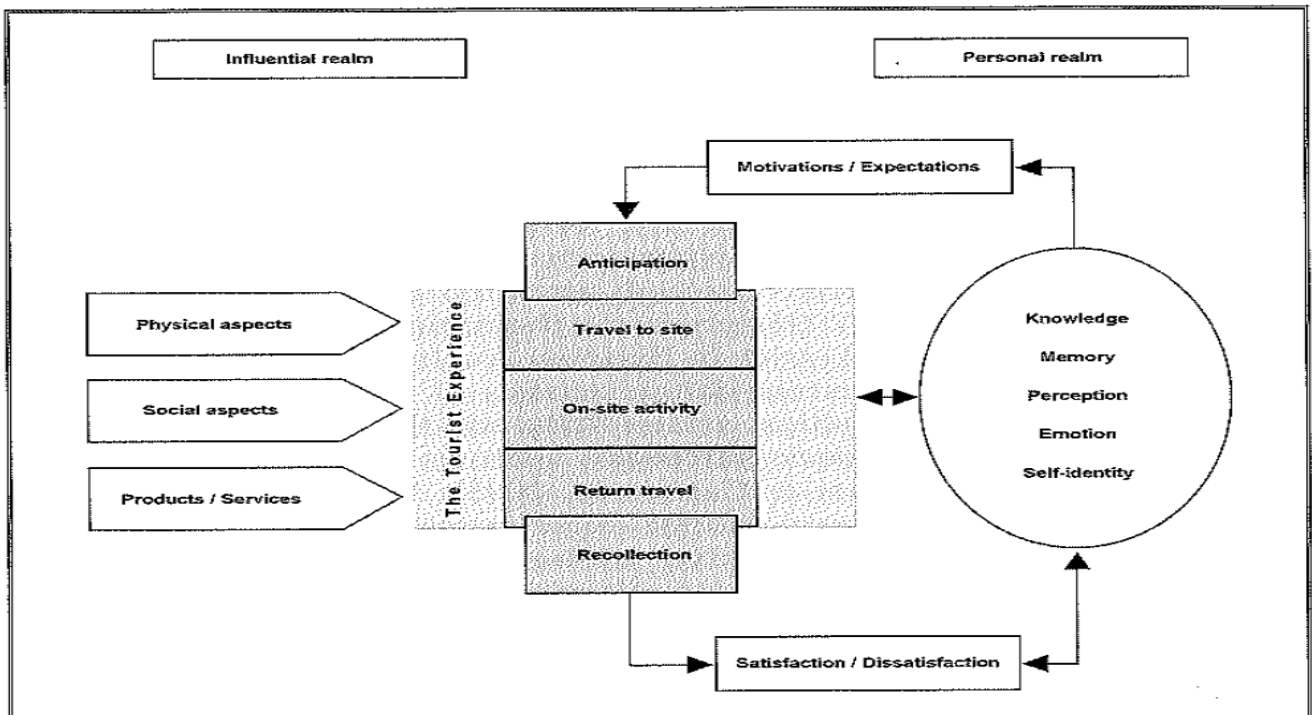 Influential realm
Personal realm
Motivations / Expectations
Anticipation
Travel to site
On-site activity
Return travel
Recollection
The Tourist Experience
Physical aspects
Social aspects
Products / Services
Knowledge
Memory
Perception
Emotion
Self-identity
Satisfaction / Dissatisfaction